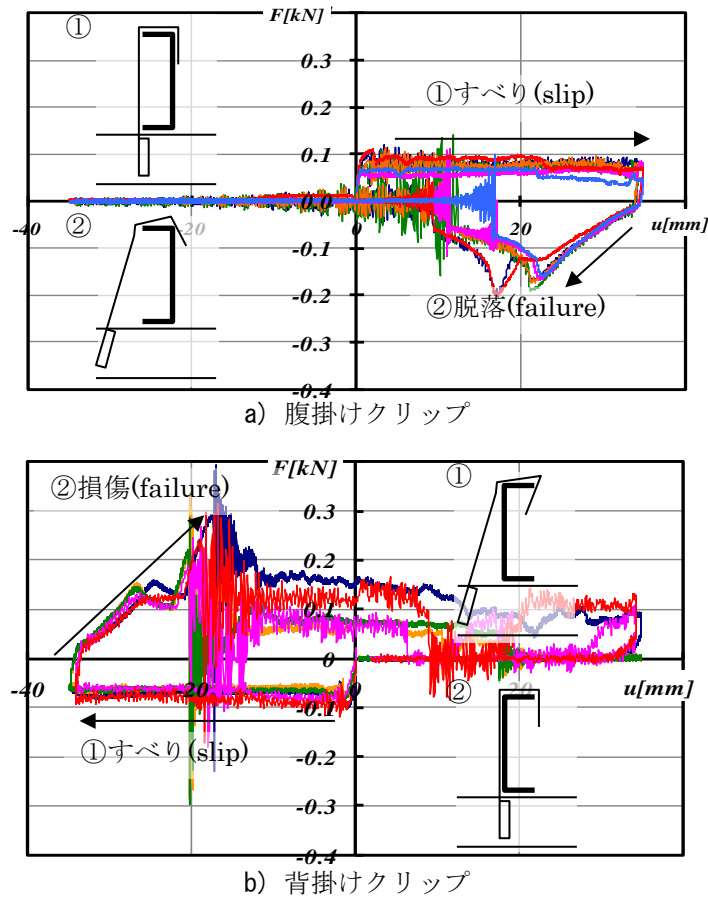 ①
F[kN]
0.3
①すべり(slip)
0.2
0.1
0.0
-40
-20
0
20
u[mm]
②
-0.1
-0.2
②脱落(failure)
-0.3
-0.4
a) 腹掛けクリップ
②損傷(failure)
F[kN]
①
0.3
0.2
0.1
0
-40
-20
0
20
u[mm]
②
-0.1
①すべり(slip)
-0.2
-0.3
-0.4
b) 背掛けクリップ